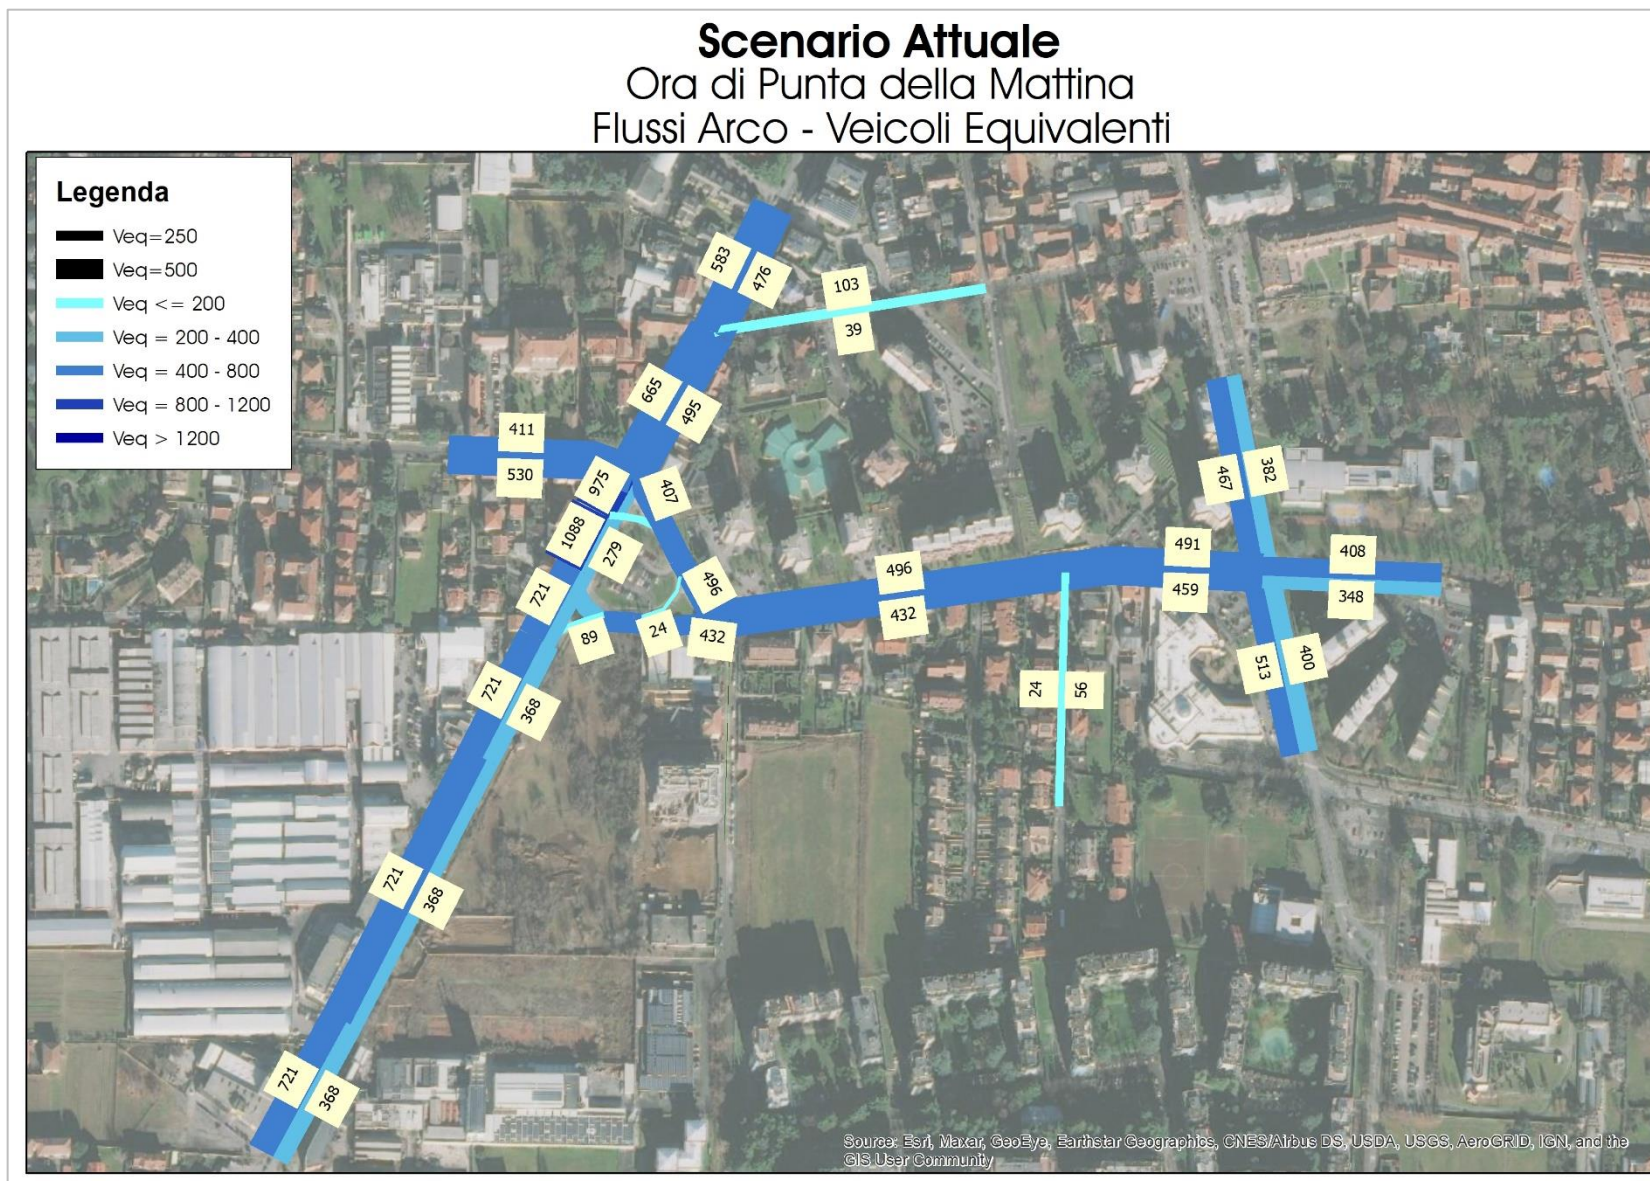 Scenario Attuale
Ora di Punta della Mattina
Flussi Arco - Veicoli Equivalenti
Legenda
Veq=250
Veq=500
Veq <= 200
Veq = 200 - 400
Veq = 400 - 800
Veq = 800 - 1200
Veq > 1200
583
476
103
39
665
495
411
530
975
407
1088
279
721
496
89
24
432
496
432
491
459
467
382
408
348
513
400
24
56
721
368
721
368
721
368
Source: Esri, Maxar, GeoEye, Earthstar Geographics, CNES/Airbus DS, USDA, USGS, AeroGRID, IGN, and the
GIS User Community